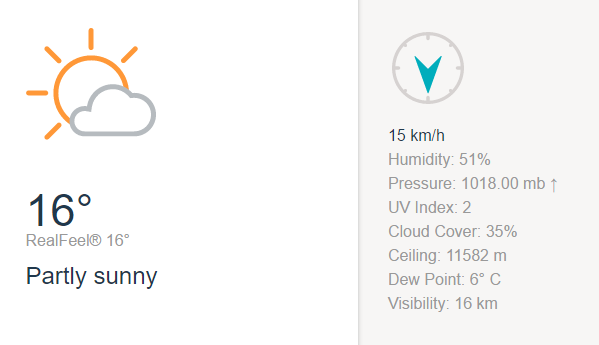 16°
RealFeel® 16°
Partly sunny
15 km/h
Humidity: 51%
Pressure: 1018.00 mb ↑
UV Index: 2
Cloud Cover: 35%
Ceiling: 11582 m
Dew Point: 6° C
Visibility: 16 km